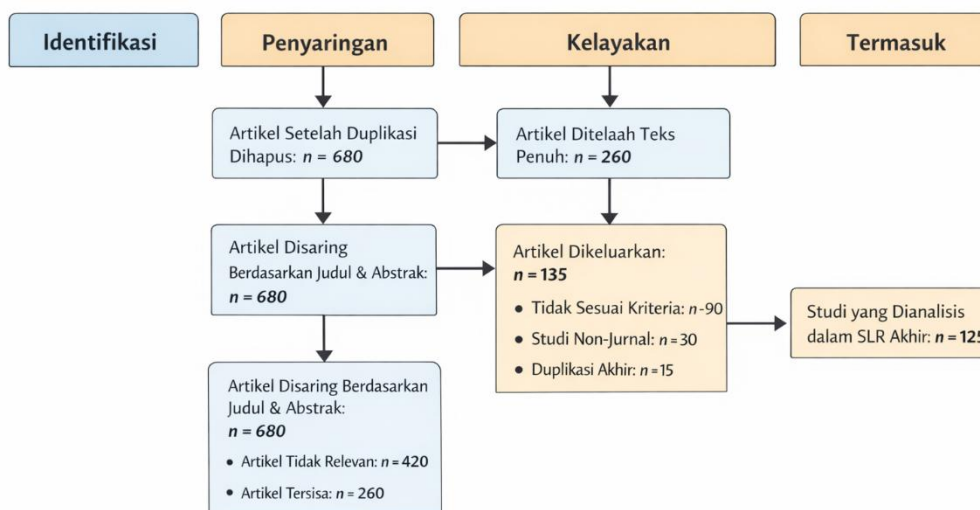 Identifikasi
Penyaringan
Kelayakan
Termasuk
Artikel Setelah Duplikasi
Dihapus: n = 680
Artikel Ditelaah Teks
Penuh: n = 260
Artikel Disaring
Berdasarkan Judul & Abstrak:
n = 680
Artikel Dikeluarkan:
n = 135
• Tidak Sesuai Kriteria: n-90
• Studi Non-Jurnal: n = 30
• Duplikasi Akhir: n = 15
Studi yang Dianalisis
dalam SLR Akhir: n = 125
Artikel Disaring Berdasarkan
Judul & Abstrak:
n = 680
• Artikel Tidak Relevan: n = 420
• Artikel Tersisa: n = 260